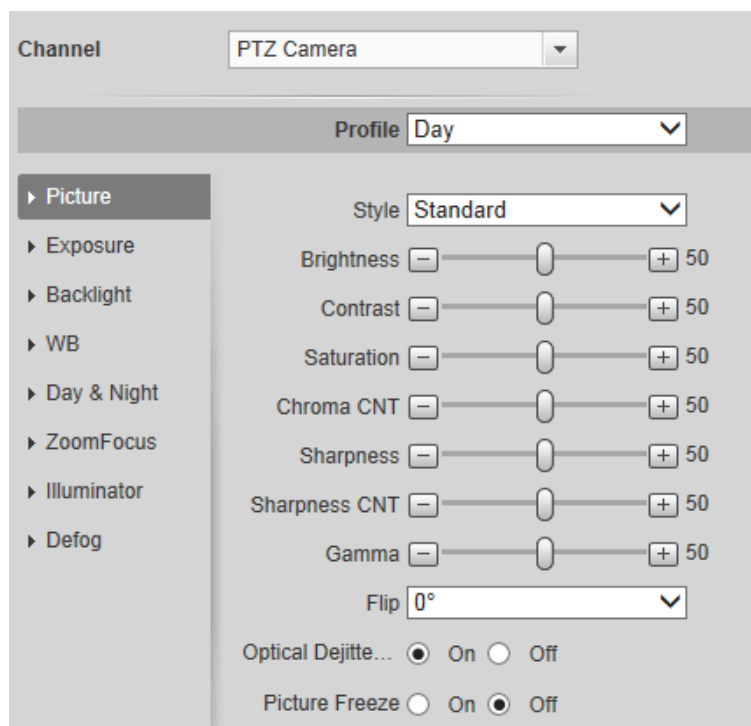 Channel PTZ Camera
Profile Day
Picture
Style Standard
Exposure
Brightness 50
Backlight
Contrast 50
WB
Saturation 50
Day & Night
Chroma CNT 50
ZoomFocus
Sharpness 50
Illuminator
Sharpness CNT 50
Defog
Gamma 50
Flip 0°
Optical Dejitte... On Off
Picture Freeze On Off